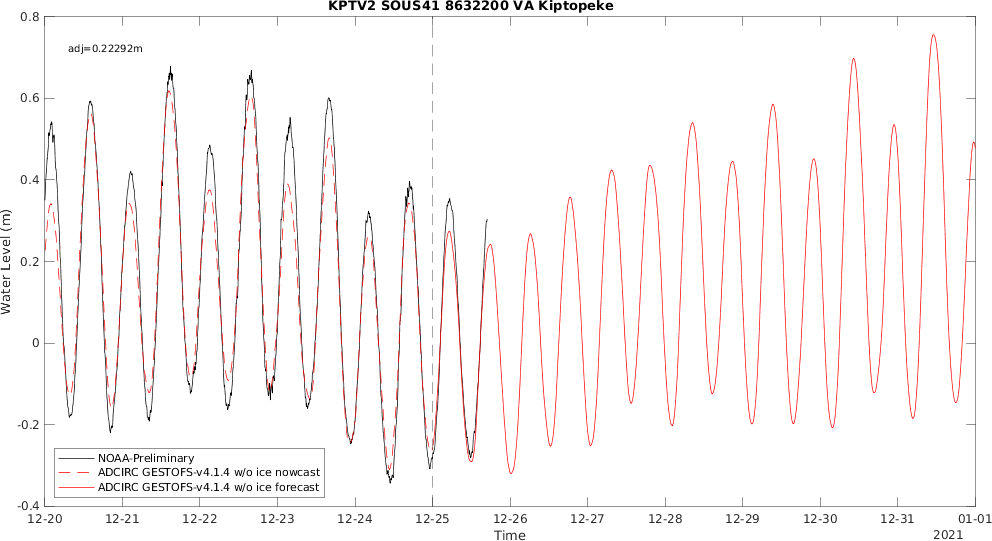 KPTV2 SOUS41 8632200 VA Kiptopeke
adj=0.22292m
0.8
0.6
0.4
0.2
0
-0.2
-0.4
Water Level (m)
NOAA-Preliminary
ADCIRC GESTOFS-v4.1.4 w/o ice nowcast
ADCIRC GESTOFS-v4.1.4 w/o ice forecast
12-20 12-21 12-22 12-23 12-24 12-25 12-26 12-27 12-28 12-29 12-30 12-31 01-01
Time
2021